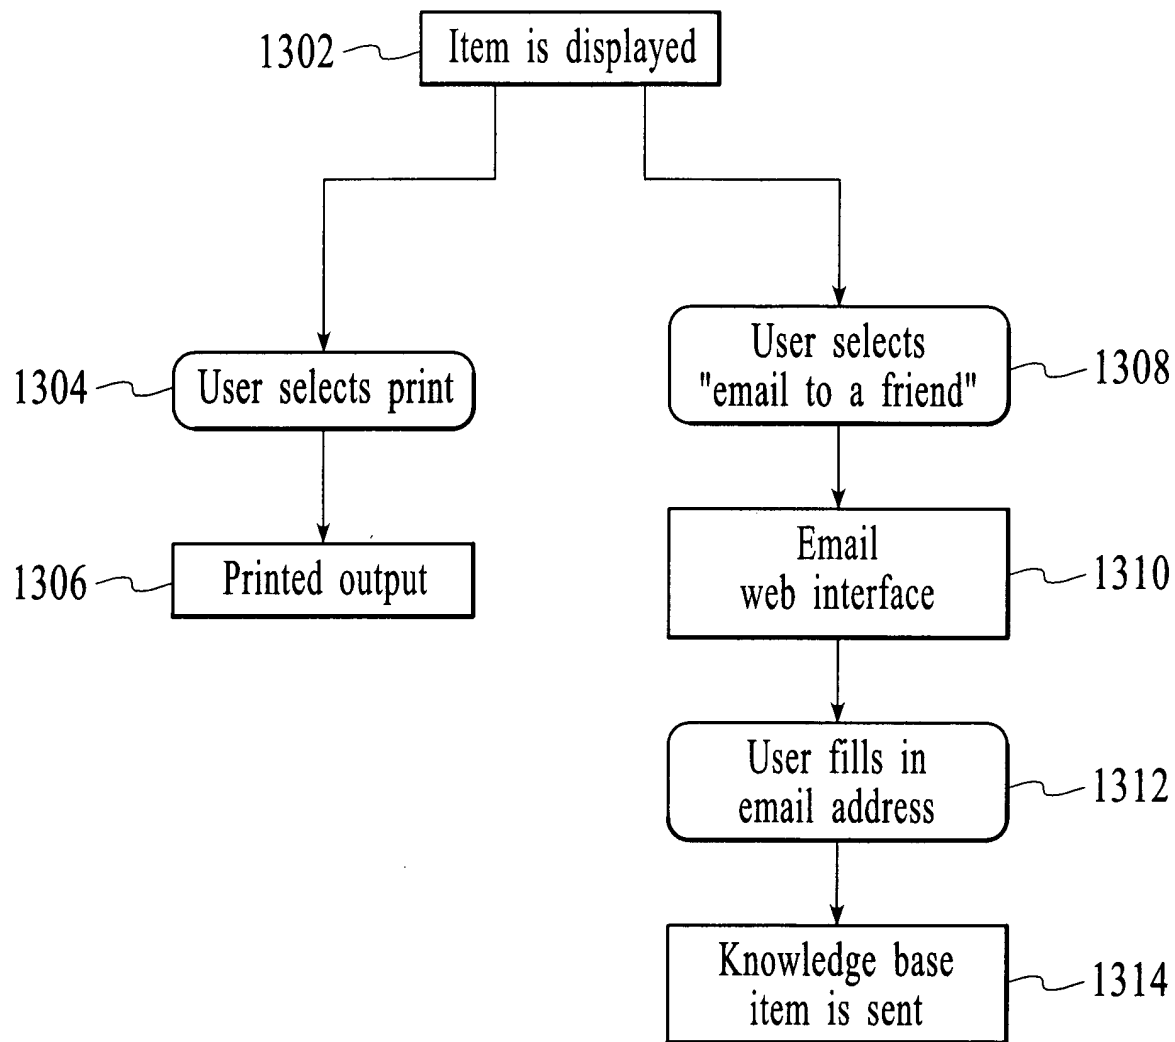 1302
Item is displayed
1304
User selects print
1306
Printed output
User selects
"email to a friend"
1308
Email
web interface
1310
User fills in
email address
1312
Knowledge base
item is sent
1314